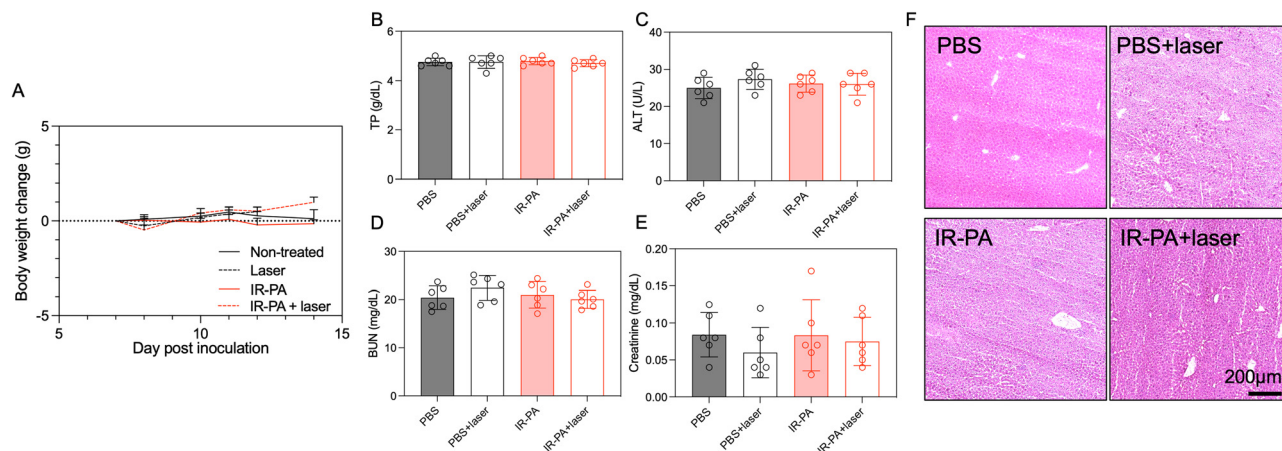 A
Body weight change (g)
5
0
-5
5
10
15
Day post inoculation
Non-treated
Laser
IR-PA
IR-PA + laser
B
TP (g/dL)
6
4
2
0
PBS
PBS+laser
IR-PA
IR-PA+laser
C
ALT (U/L)
40
30
20
10
0
PBS
PBS+laser
IR-PA
IR-PA+laser
D
BUN (mg/dL)
30
20
10
0
PBS
PBS+laser
IR-PA
IR-PA+laser
E
Creatinine (mg/dL)
0.20
0.15
0.10
0.05
0.00
PBS
PBS+laser
IR-PA
IR-PA+laser
F
PBS
PBS+laser
IR-PA
IR-PA+laser
200μm